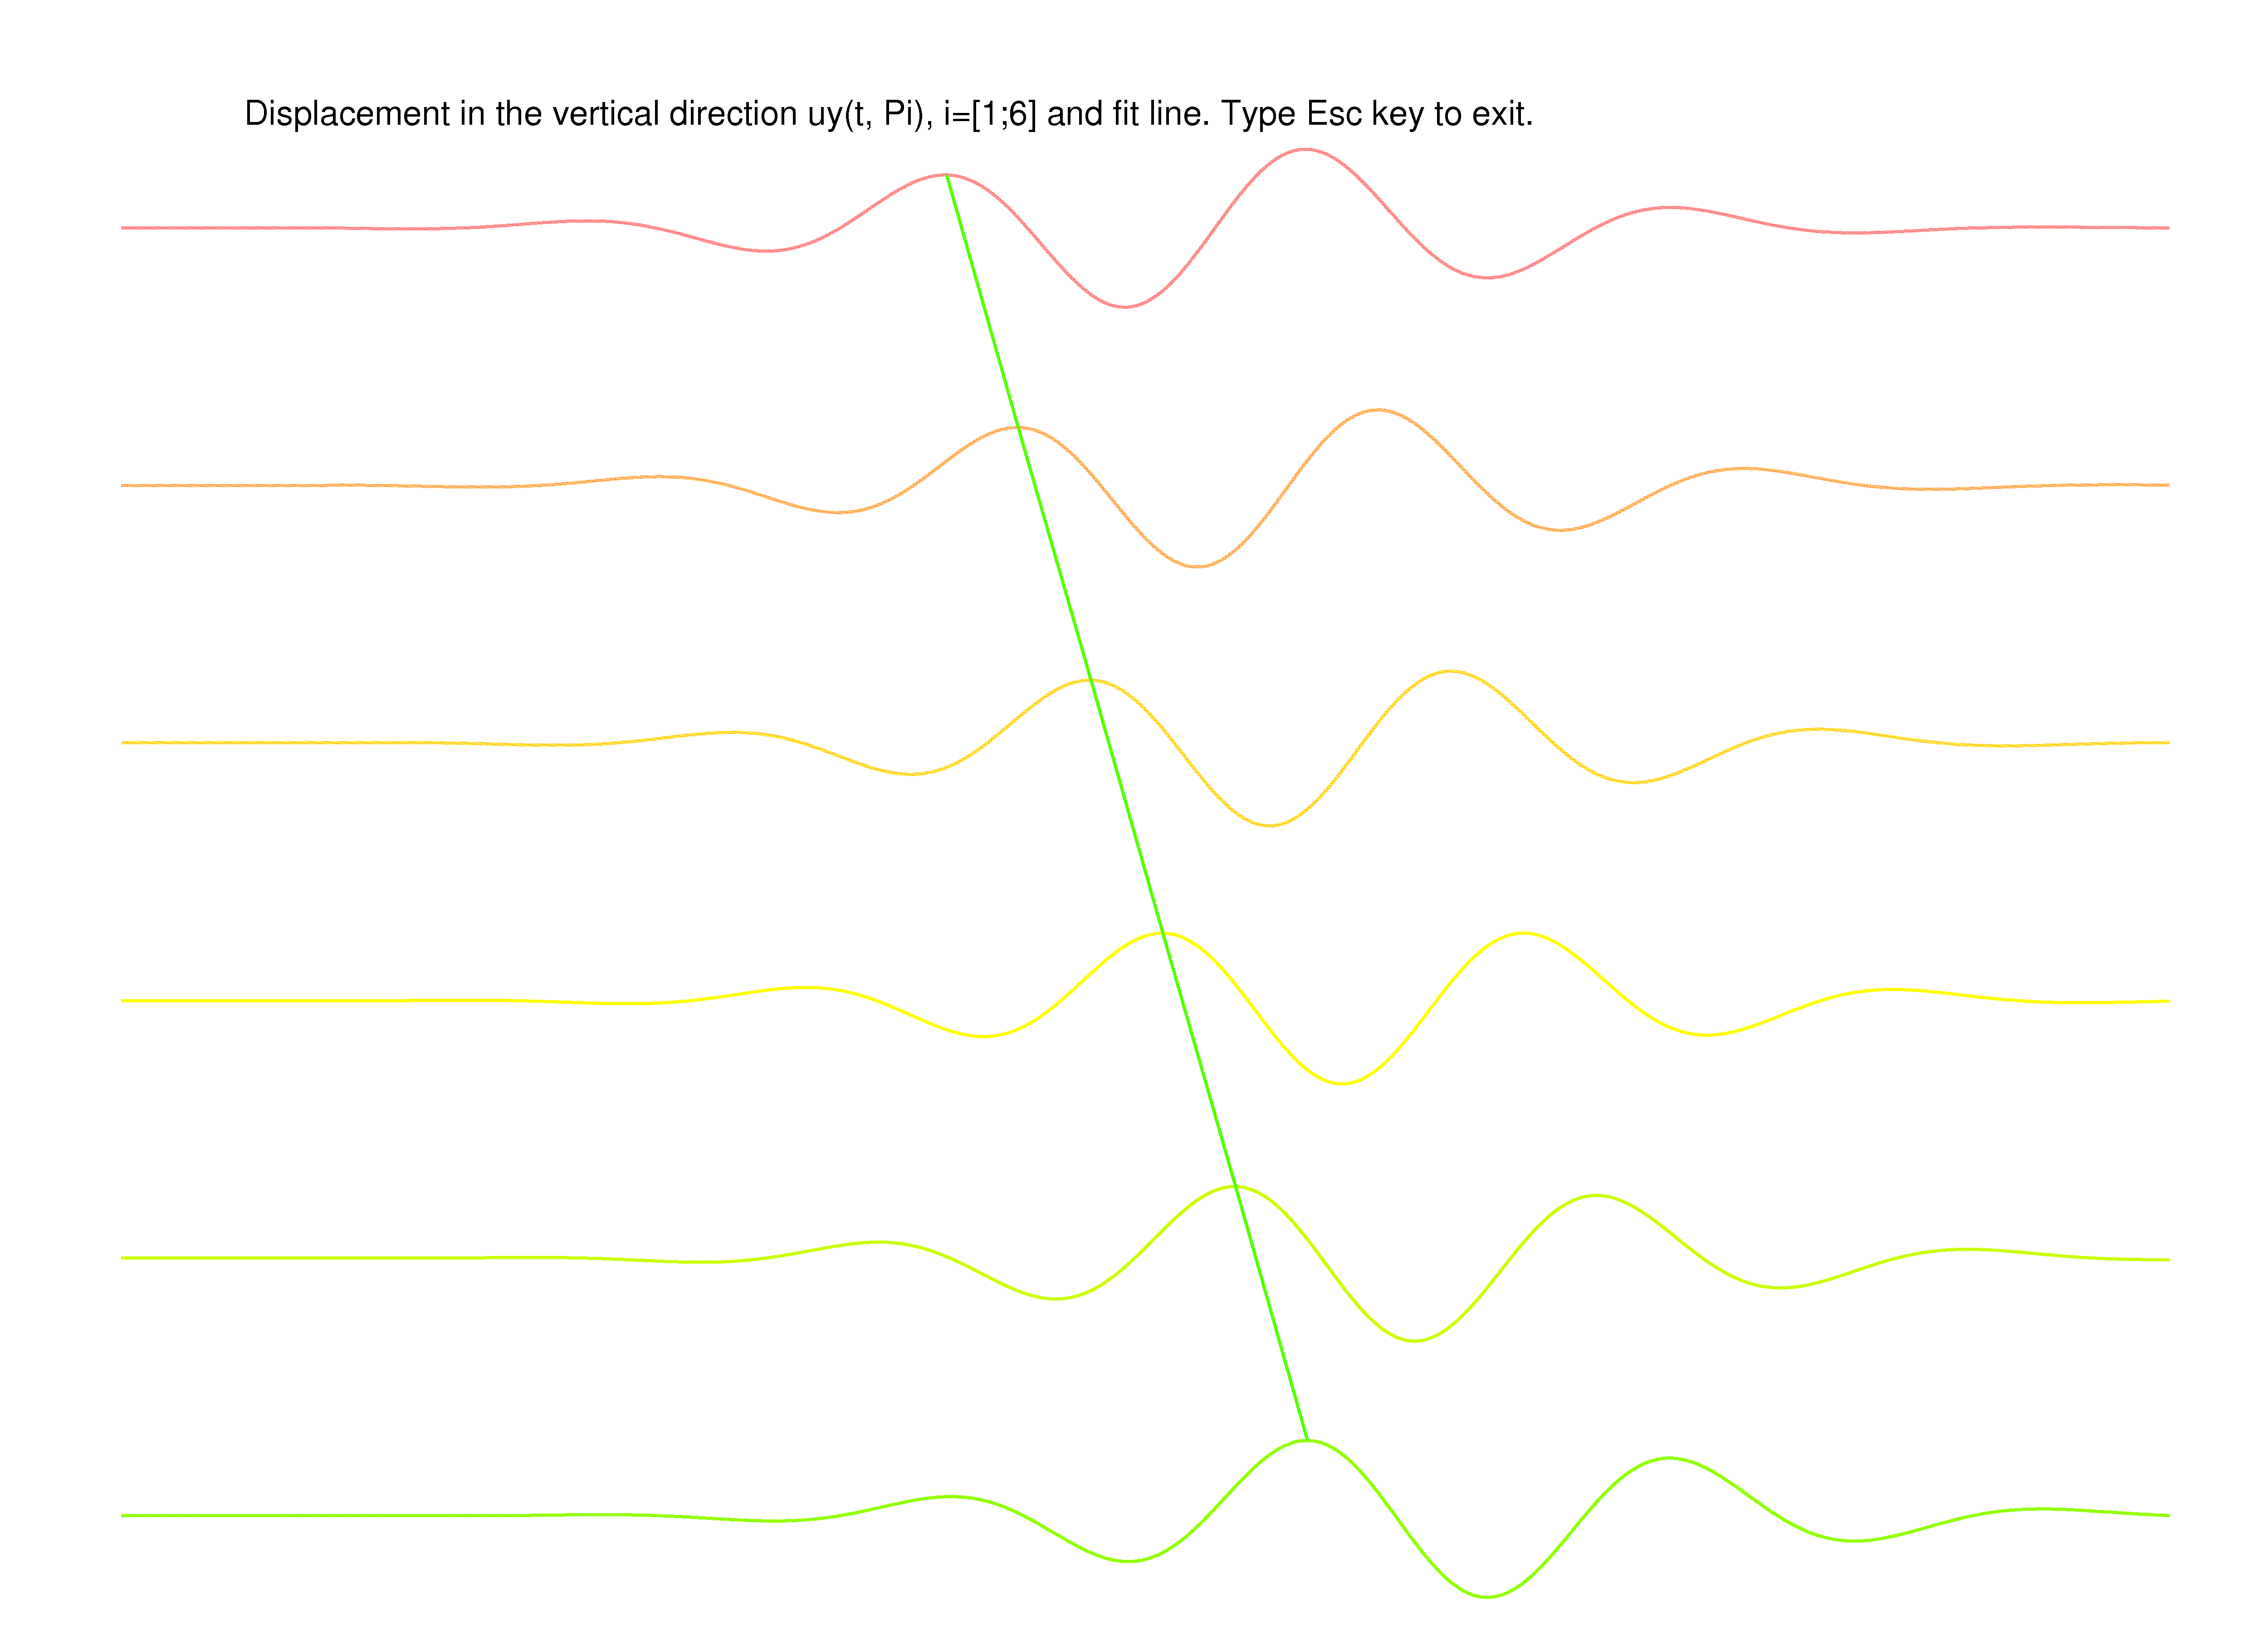 Displacement in the vertical direction uy(t, Pi), i=[1;6] and fit line. Type Esc key to exit.